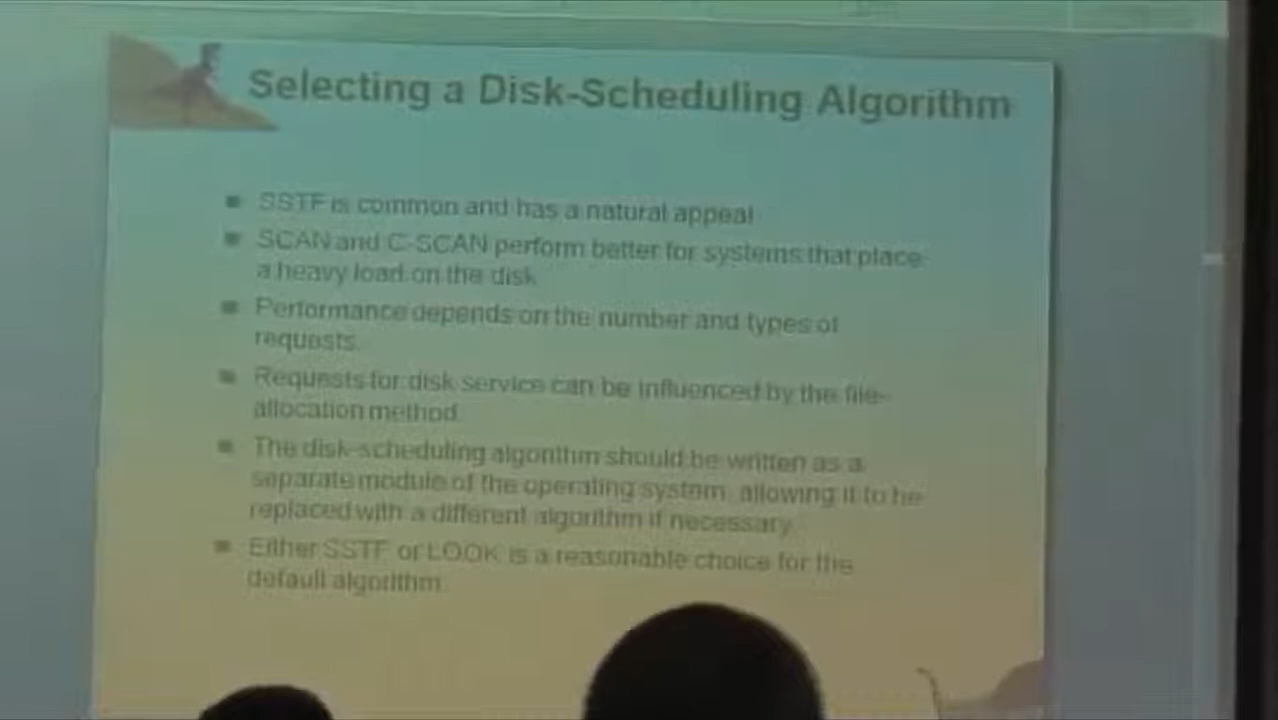 Selecting a Disk-Scheduling Algorithm
SSTF is common and has a natural appeal
SCAN and C-SCAN perform better for systems that place
a heavy load on the disk
Performance depends on the number and types of
requests.
Requests for disk service can be influenced by the file-
allocation method.
The disk-scheduling algorithm should be written as a
separate module of the operating system, allowing it to be
replaced with a different algorithm if necessary.
Either SSTF or LOOK is a reasonable choice for the
default algorithm.